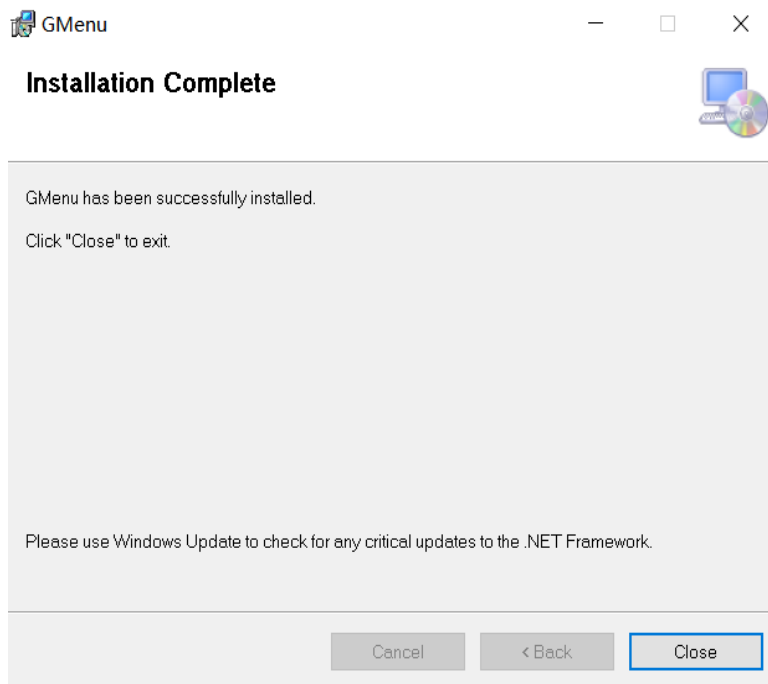 GMenu
Installation Complete
GMenu has been successfully installed.
Click "Close" to exit.
Please use Windows Update to check for any critical updates to the .NET Framework.
Cancel
< Back
Close